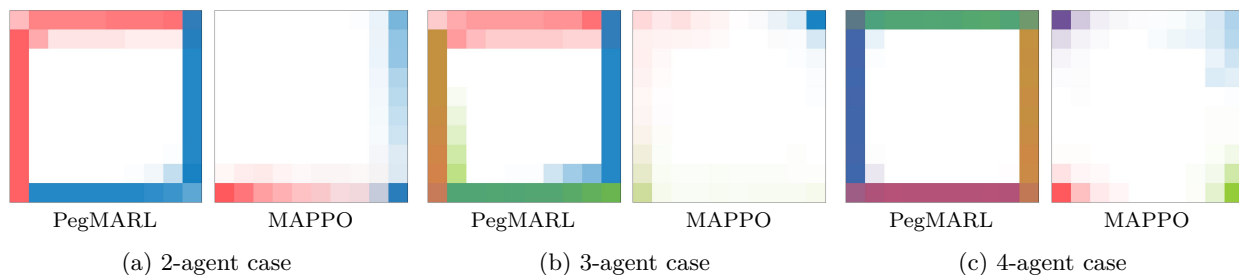 PegMARL MAPPO PegMARL MAPPO PegMARL MAPPO
(a) 2-agent case (b) 3-agent case (c) 4-agent case